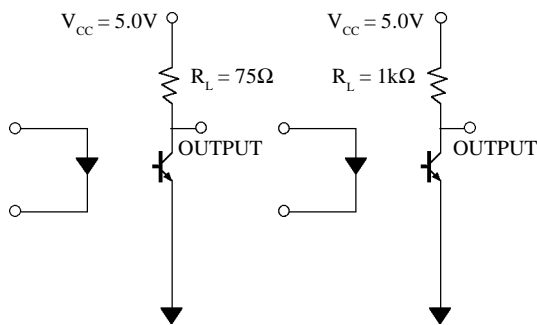 V_CC = 5.0V
R_L = 75Ω
OUTPUT
V_CC = 5.0V
R_L = 1kΩ
OUTPUT